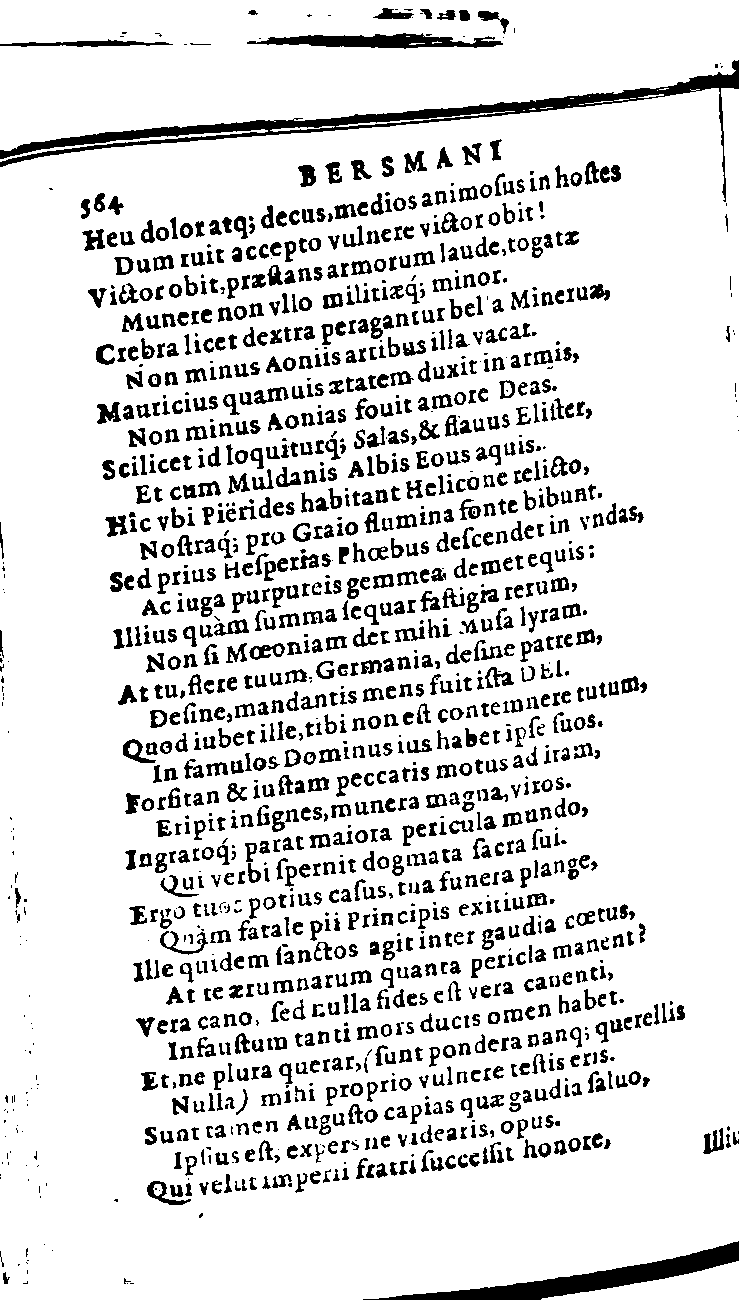 BERSMANI
564
Heu dolor atq; decus, medios animoſus in hoſtes
Dum ruit accepto vulnere victor obit!
Victor obit, præſtans armorum laude, togatæ
Munere non vllo militiæq́; minor.
Crebra licet dextra peragantur bella Mineruæ,
Non minus Aoniis artibus illa vacat.
Mauricius quamuis ætatem duxit in armis,
Non minus Aonias fouit amore Deas.
Scilicet id loquiturq́; Salas, & flauus Eliſter,
Et cum Muldanis Albis Eous aquis.
Hîc vbi Piërides habitant Helicone relicto,
Noſtraq́; pro Graio flumina fonte bibunt.
Sed prius Heſperias Phœbus deſcendet in vndas,
Ac iuga purpureis gemmea demet equis:
Illius quàm ſumma ſequar faſtigia rerum,
Non ſi Mœoniam det mihi Muſa lyram.
At tu, flere tuum, Germania, deſine patrem,
Deſine, mandantis mens fuit iſta DEI.
Quod iubet ille, tibi non eſt contemnere tutum,
In famulos Dominus ius habet ipſe ſuos.
Forſitan & iuſtam peccatis motus ad iram,
Eripit inſignes, munera magna, viros.
Ingratoq́; parat maiora pericula mundo,
Qui verbi ſpernit dogmata ſacra ſui.
Ergo tuos potius caſus, tua funera plange,
Quàm fatale pii Principis exitium.
Ille quidem ſanctos agit inter gaudia cœtus,
At te ærumnarum quanta pericla manent?
Vera cano, ſed nulla fides eſt vera canenti,
Infauſtum tanti mors ducis omen habet.
Et, ne plura querar, (ſunt pondera nanq; querellis
Nulla) mihi proprio vulnere teſtis eris.
Sunt tamen Auguſto capias quæ gaudia ſaluo,
Ipſius eſt, expers ne videaris, opus.
Qui velut imperii fratri ſucceſſit honore,
Illiu